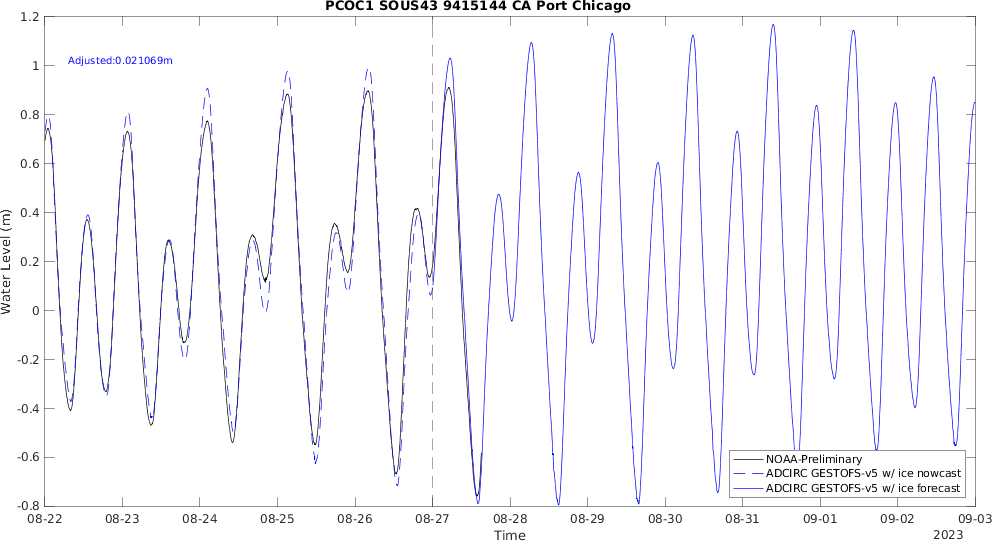 PCOC1 SOUS43 9415144 CA Port Chicago
Adjusted:0.021069m
Water Level (m)
1.2
1
0.8
0.6
0.4
0.2
0
-0.2
-0.4
-0.6
-0.8
NOAA-Preliminary
ADCIRC GESTOFS-v5 w/ ice nowcast
ADCIRC GESTOFS-v5 w/ ice forecast
08-22 08-23 08-24 08-25 08-26 08-27 08-28 08-29 08-30 08-31 09-01 09-02 09-03
Time
2023